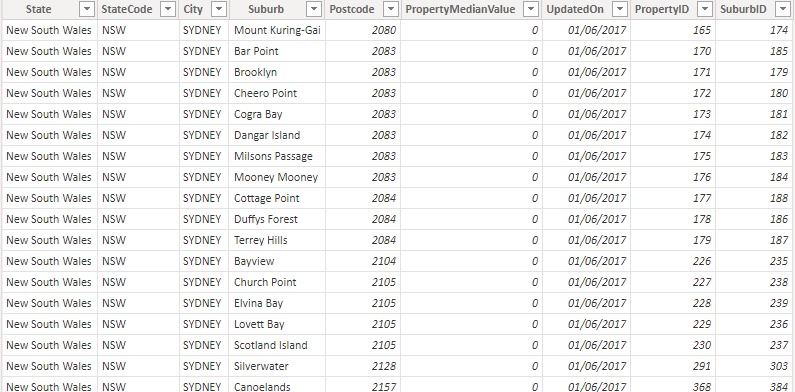 State StateCode City Suburb Postcode PropertyMedianValue UpdatedOn PropertyID SuburbID
New South Wales NSW SYDNEY Mount Kuring-Gai 2080 0 01/06/2017 165 174
New South Wales NSW SYDNEY Bar Point 2083 0 01/06/2017 170 185
New South Wales NSW SYDNEY Brooklyn 2083 0 01/06/2017 171 179
New South Wales NSW SYDNEY Cheero Point 2083 0 01/06/2017 172 180
New South Wales NSW SYDNEY Cogra Bay 2083 0 01/06/2017 173 181
New South Wales NSW SYDNEY Dangar Island 2083 0 01/06/2017 174 182
New South Wales NSW SYDNEY Milsons Passage 2083 0 01/06/2017 175 183
New South Wales NSW SYDNEY Mooney Mooney 2083 0 01/06/2017 176 184
New South Wales NSW SYDNEY Cottage Point 2084 0 01/06/2017 177 188
New South Wales NSW SYDNEY Duffys Forest 2084 0 01/06/2017 178 186
New South Wales NSW SYDNEY Terrey Hills 2084 0 01/06/2017 179 187
New South Wales NSW SYDNEY Bayview 2104 0 01/06/2017 226 235
New South Wales NSW SYDNEY Church Point 2105 0 01/06/2017 227 238
New South Wales NSW SYDNEY Elvina Bay 2105 0 01/06/2017 228 239
New South Wales NSW SYDNEY Lovett Bay 2105 0 01/06/2017 229 236
New South Wales NSW SYDNEY Scotland Island 2105 0 01/06/2017 230 237
New South Wales NSW SYDNEY Silverwater 2128 0 01/06/2017 291 303
New South Wales NSW SYDNEY Canoelands 2157 0 01/06/2017 368 384